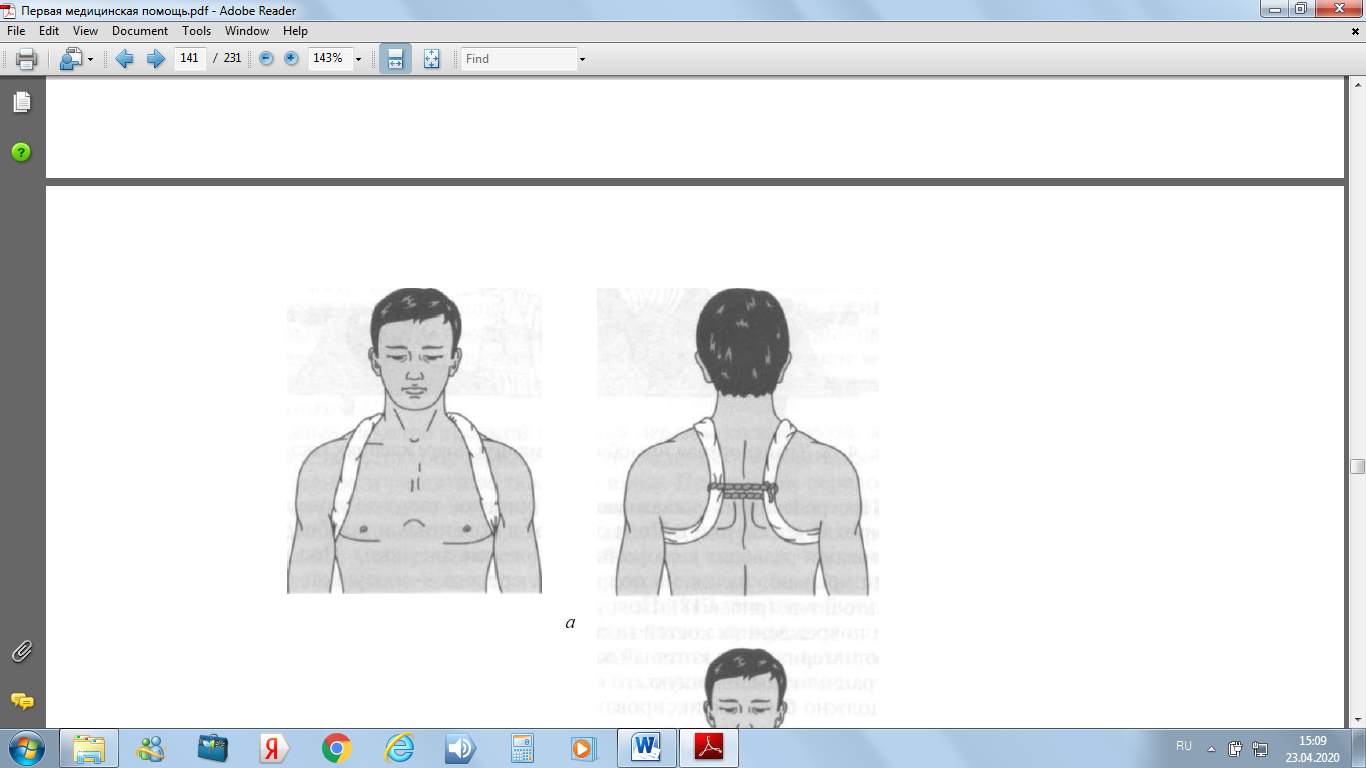 Первая медицинская помощь.pdf - Adobe Reader
File Edit View Document Tools Window Help
141 / 231 143% Find
а
RU
15:09
23.04.2020